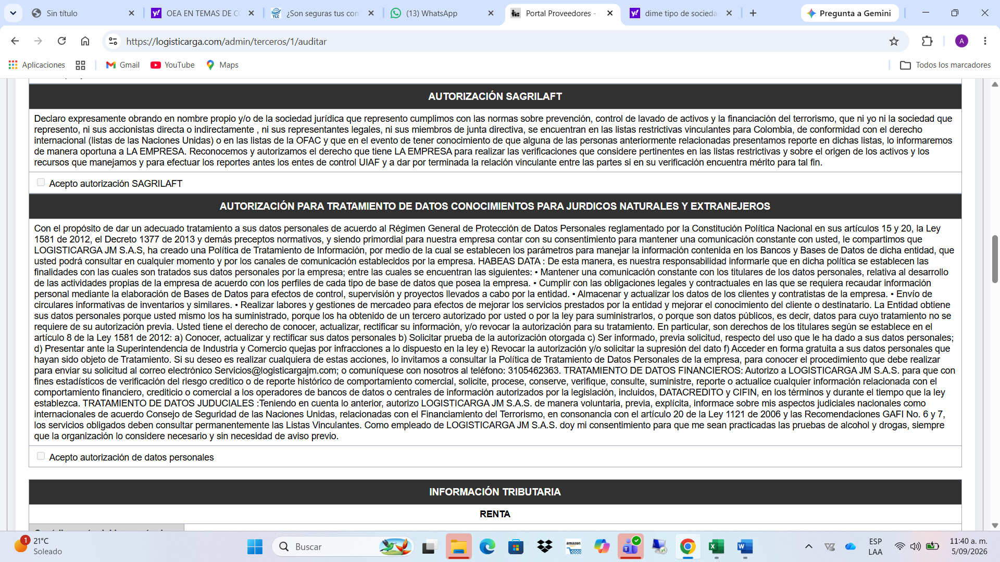 Sin título
OEA EN TEMAS DE C
¿Son seguras tus con
(13) WhatsApp
Portal Proveedores -
dime tipo de socieda
Pregunta a Gemini
https://logisticarga.com/admin/terceros/1/auditar
A
Aplicaciones
Gmail
YouTube
Maps
Todos los marcadores
AUTORIZACIÓN SAGRILAFT
Declaro expresamente obrando en nombre propio y/o de la sociedad jurídica que represento cumplimos con las normas sobre prevención, control de lavado de activos y la financiación del terrorismo, que ni yo ni la sociedad que
represento, ni sus accionistas directa o indirectamente , ni sus representantes legales, ni sus miembros de junta directiva, se encuentran en las listas restrictivas vinculantes para Colombia, de conformidad con el derecho
internacional (listas de las Naciones Unidas) o en las listas de la OFAC y que en el evento de tener conocimiento de que alguna de las personas anteriormente relacionadas presentamos reporte en dichas listas, lo informaremos
de manera oportuna a LA EMPRESA. Reconocemos y autorizamos el derecho que tiene LA EMPRESA para realizar las verificaciones que considere pertinentes en las listas restrictivas y sobre el origen de los activos y los
recursos que manejamos y para efectuar los reportes antes los entes de control UIAF y a dar por terminada la relación vinculante entre las partes si en su verificación encuentra mérito para tal fin.
Acepto autorización SAGRILAFT
AUTORIZACIÓN PARA TRATAMIENTO DE DATOS CONOCIMIENTOS PARA JURDICOS NATURALES Y EXTRANEJEROS
Con el propósito de dar un adecuado tratamiento a sus datos personales de acuerdo al Régimen General de Protección de Datos Personales reglamentado por la Constitución Política Nacional en sus artículos 15 y 20, la Ley
1581 de 2012, el Decreto 1377 de 2013 y demás preceptos normativos, y siendo primordial para nuestra empresa contar con su consentimiento para mantener una comunicación constante con usted, le compartimos que
LOGISTICARGA JM S.A.S, ha creado una Política de Tratamiento de Información, por medio de la cual se establecen los parámetros para manejar la información contenida en los Bancos y Bases de Datos de dicha entidad, que
usted podrá consultar en cualquier momento y por los canales de comunicación establecidos por la empresa. HABEAS DATA : De esta manera, es nuestra responsabilidad informarle que en dicha política se establecen las
finalidades con las cuales son tratados sus datos personales por la empresa; entre las cuales se encuentran las siguientes: • Mantener una comunicación constante con los titulares de los datos personales, relativa al desarrollo
de las actividades propias de la empresa de acuerdo con los perfiles de cada tipo de base de datos que posea la empresa. • Cumplir con las obligaciones legales y contractuales en las que se requiera recaudar información
personal mediante la elaboración de Bases de Datos para efectos de control, supervisión y proyectos llevados a cabo por la entidad. • Almacenar y actualizar los datos de los clientes y contratistas de la empresa. • Envío de
circulares informativas de inventarios y similares. • Realizar labores y gestiones de mercadeo para efectos de mejorar los servicios prestados por la entidad y mejorar el conocimiento del cliente o destinatario. La Entidad obtiene
sus datos personales porque usted mismo los ha suministrado, porque los ha obtenido de un tercero autorizado por usted o por la ley para suministrarlos, o porque son datos públicos, es decir, datos para cuyo tratamiento no se
requiere de su autorización previa. Usted tiene el derecho de conocer, actualizar, rectificar su información, y/o revocar la autorización para su tratamiento. En particular, son derechos de los titulares según se establece en el
artículo 8 de la Ley 1581 de 2012: a) Conocer, actualizar y rectificar sus datos personales b) Solicitar prueba de la autorización otorgada c) Ser informado, previa solicitud, respecto del uso que le ha dado a sus datos personales;
d) Presentar ante la Superintendencia de Industria y Comercio quejas por infracciones a lo dispuesto en la ley e) Revocar la autorización y/o solicitar la supresión del dato f) Acceder en forma gratuita a sus datos personales que
hayan sido objeto de Tratamiento. Si su deseo es realizar cualquiera de estas acciones, lo invitamos a consultar la Política de Tratamiento de Datos Personales de la empresa, para conocer el procedimiento que debe realizar
para enviar su solicitud al correo electrónico Servicios@logisticargajm.com; o comuníquese con nosotros al teléfono: 3105462363. TRATAMIENTO DE DATOS FINANCIEROS: Autorizo a LOGISTICARGA JM S.A.S. para que con
fines estadísticos de verificación del riesgo crediticio o de reporte histórico de comportamiento comercial, solicite, procese, conserve, verifique, consulte, suministre, reporte o actualice cualquier información relacionada con el
comportamiento financiero, crediticio o comercial a los operadores de bancos de datos o centrales de información autorizados por la legislación, incluidos, DATACREDITO y CIFIN, en los términos y durante el tiempo que la ley
establezca. TRATAMIENTO DE DATOS JUDUCIALES :Teniendo en cuenta lo anterior, autorizo LOGISTICARGA JM S.A.S. de manera voluntaria, previa, explícita, informace sobre mis aspectos judiciales nacionales como
internacionales de acuerdo Consejo de Seguridad de las Naciones Unidas, relacionadas con el Financiamiento del Terrorismo, en consonancia con el artículo 20 de la Ley 1121 de 2006 y las Recomendaciones GAFI No. 6 y 7,
los servicios obligados deben consultar permanentemente las Listas Vinculantes. Como empleado de LOGISTICARGA JM S.A.S. doy mi consentimiento para que me sean practicadas las pruebas de alcohol y drogas, siempre
que la organización lo considere necesario y sin necesidad de aviso previo.
Acepto autorización de datos personales
INFORMACIÓN TRIBUTARIA
RENTA
1
21°C
Soleado
Buscar
amazon
ESP
LAA
11:40 a. m.
5/09/2026